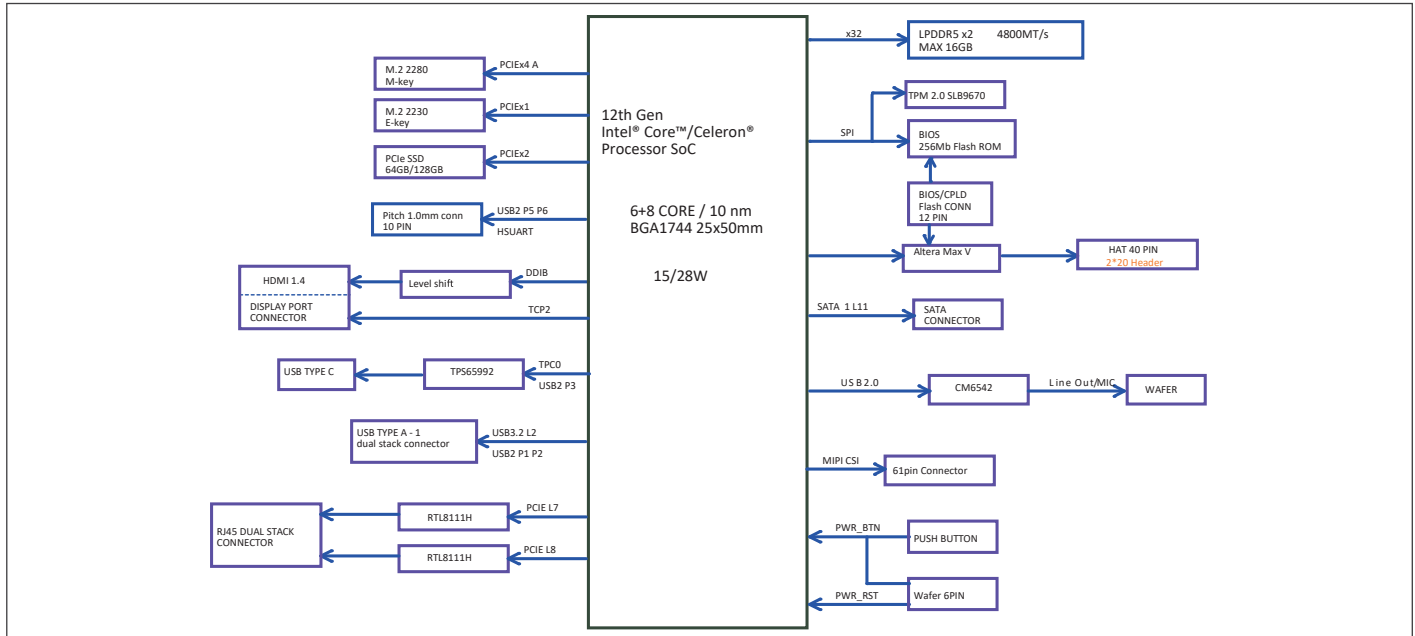 M.2 2280
M-key
PCIEx4 A
M.2 2230
E-key
PCIEx1
PCIe SSD
64GB/128GB
PCIEx2
Pitch 1.0mm conn
10 PIN
USB2 P5 P6
HSUART
HDMI 1.4
DISPLAY PORT
CONNECTOR
Level shift
DDIB
TCP2
USB TYPE C
TPS65992
TPC0
USB2 P3
USB TYPE A - 1
dual stack connector
USB3.2 L2
USB2 P1 P2
RJ45 DUAL STACK
CONNECTOR
RTL8111H
PCIE L7
RTL8111H
PCIE L8
12th Gen
Intel® Core™/Celeron®
Processor SoC
6+8 CORE / 10 nm
BGA1744 25x50mm
15/28W
x32
LPDDR5 x2 4800MT/s
MAX 16GB
TPM 2.0 SLB9670
SPI
BIOS
256Mb Flash ROM
BIOS/CPLD
Flash CONN
12 PIN
Altera Max V
HAT 40 PIN
2*20 Header
SATA 1 L11
SATA
CONNECTOR
USB2.0
CM6542
Line Out/MIC
WAFER
MIPI CSI
61pin Connector
PWR_BTN
PUSH BUTTON
PWR_RST
Wafer 6PIN